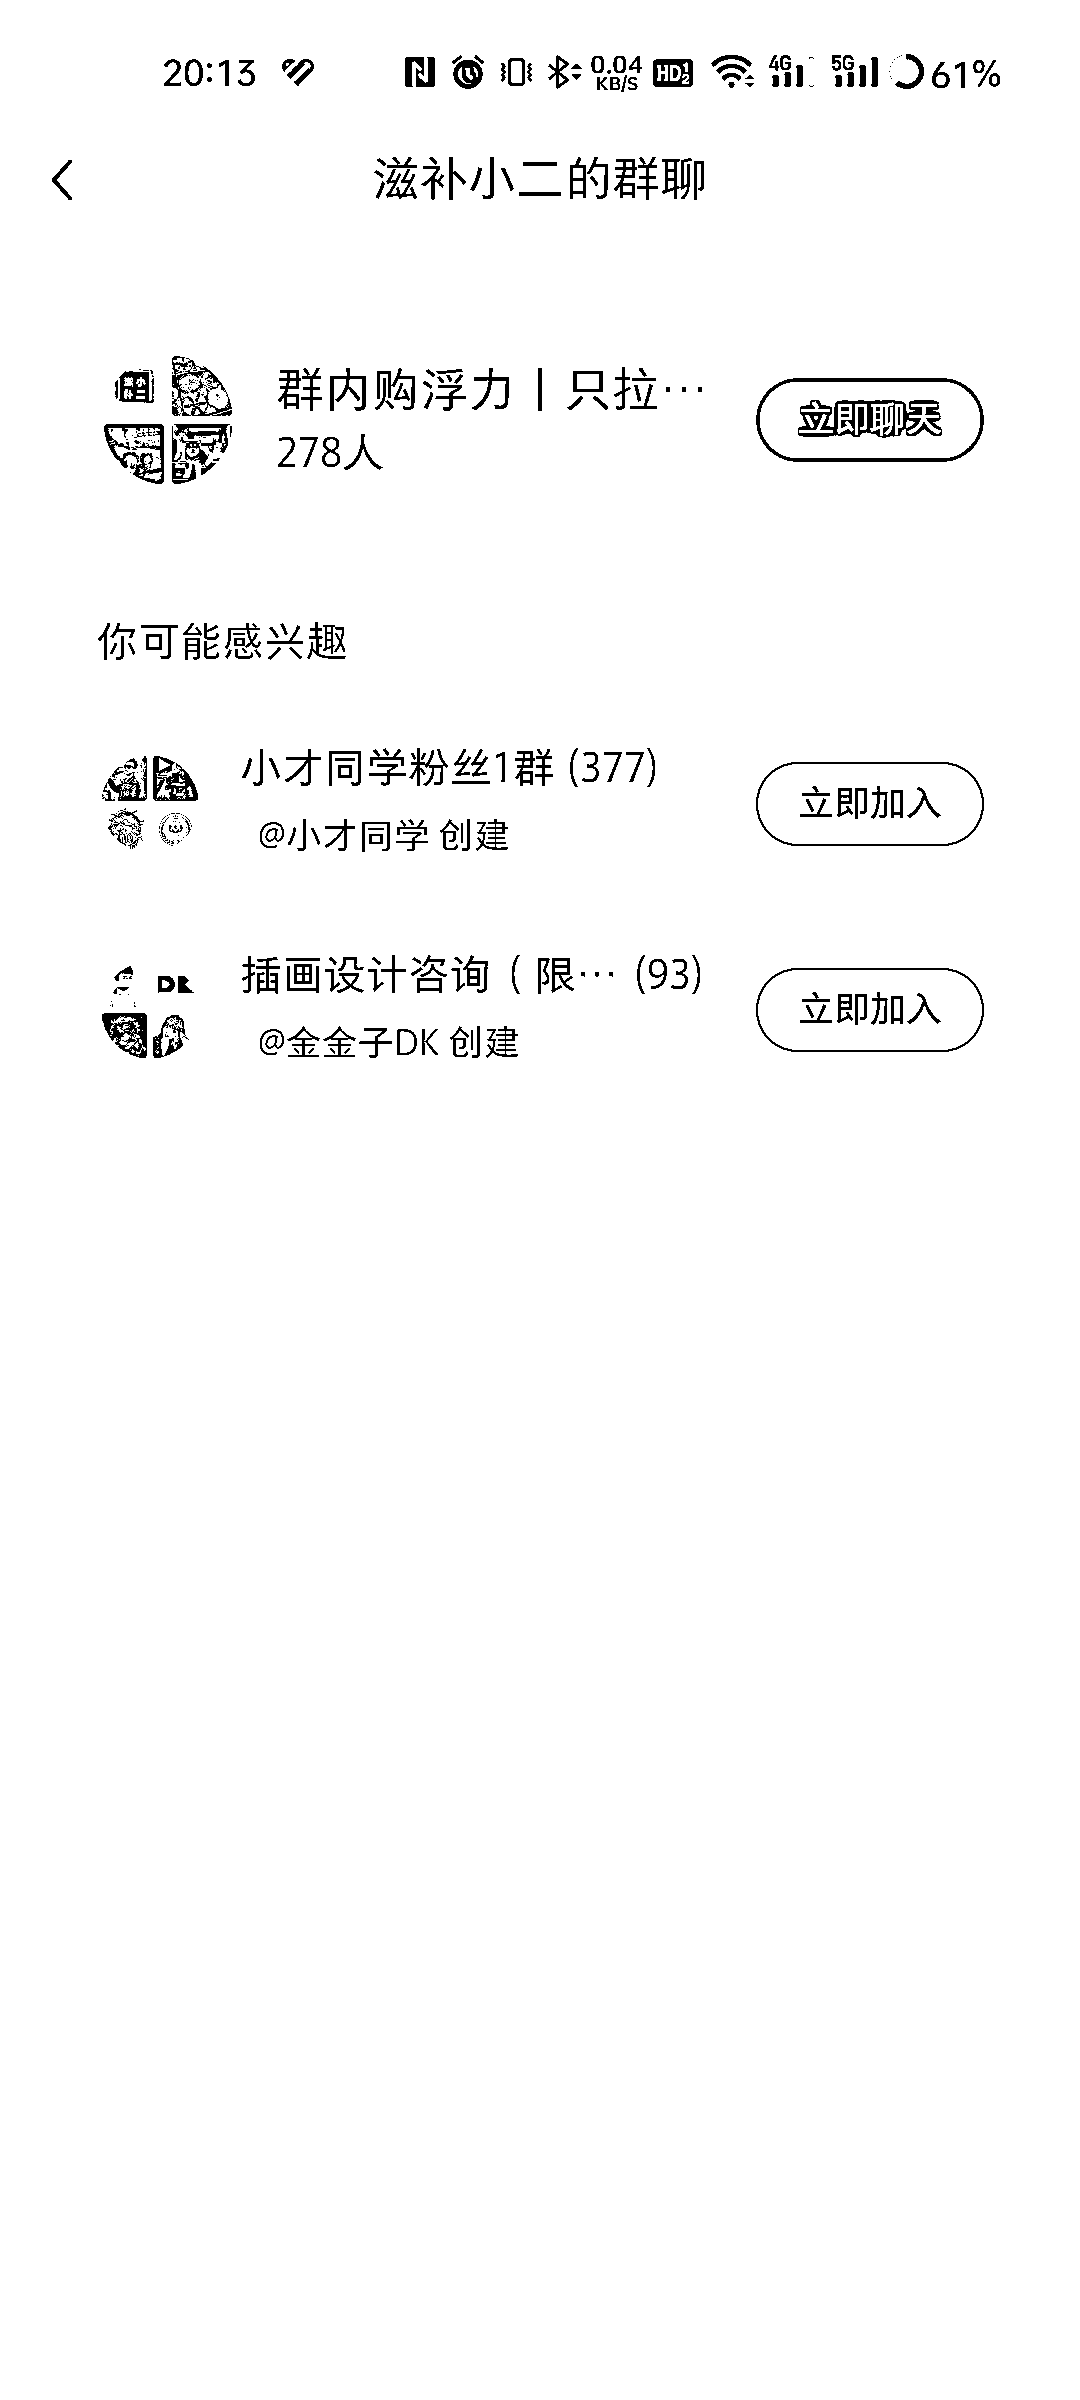 20:13 0.04 KB/S HD 4G 5G 61%
滋补小二的群聊
群内购浮力丨只拉…
278人
立即聊天
你可能感兴趣
小才同学粉丝1群 (377)
@小才同学 创建
立即加入
DK
插画设计咨询（限… (93)
@金金子DK 创建
立即加入